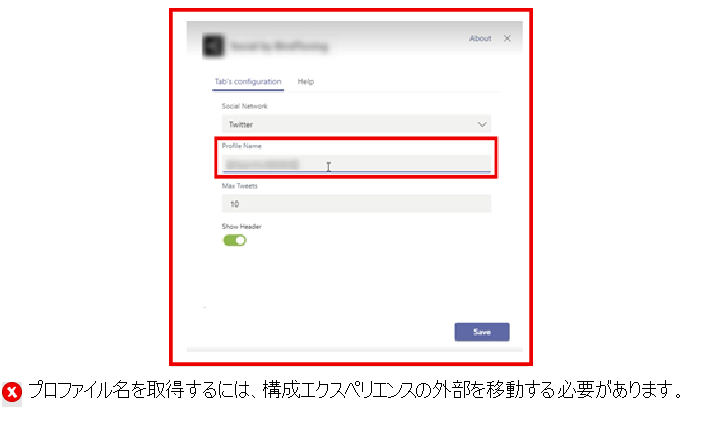 About
Tab's configuration Help
Social Network
Twitter
Profile Name
Max Tweets
10
Show Header
Save
プロファイル名を取得するには、構成エクスペリエンスの外部を移動する必要があります。